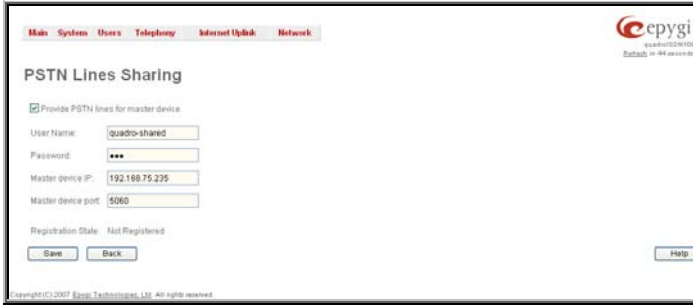 Main System Users Telephony Internet Uplink Network
epygi
Refresh in 44 seconds
PSTN Lines Sharing
Provide PSTN lines for master device
User Name: quadro-shared
Password: •••
Master device IP: 192.168.75.235
Master device port: 5060
Registration State: Not Registered
Save Back Help
Copyright (C) 2007 Epygi Technologies, Ltd. All rights reserved.